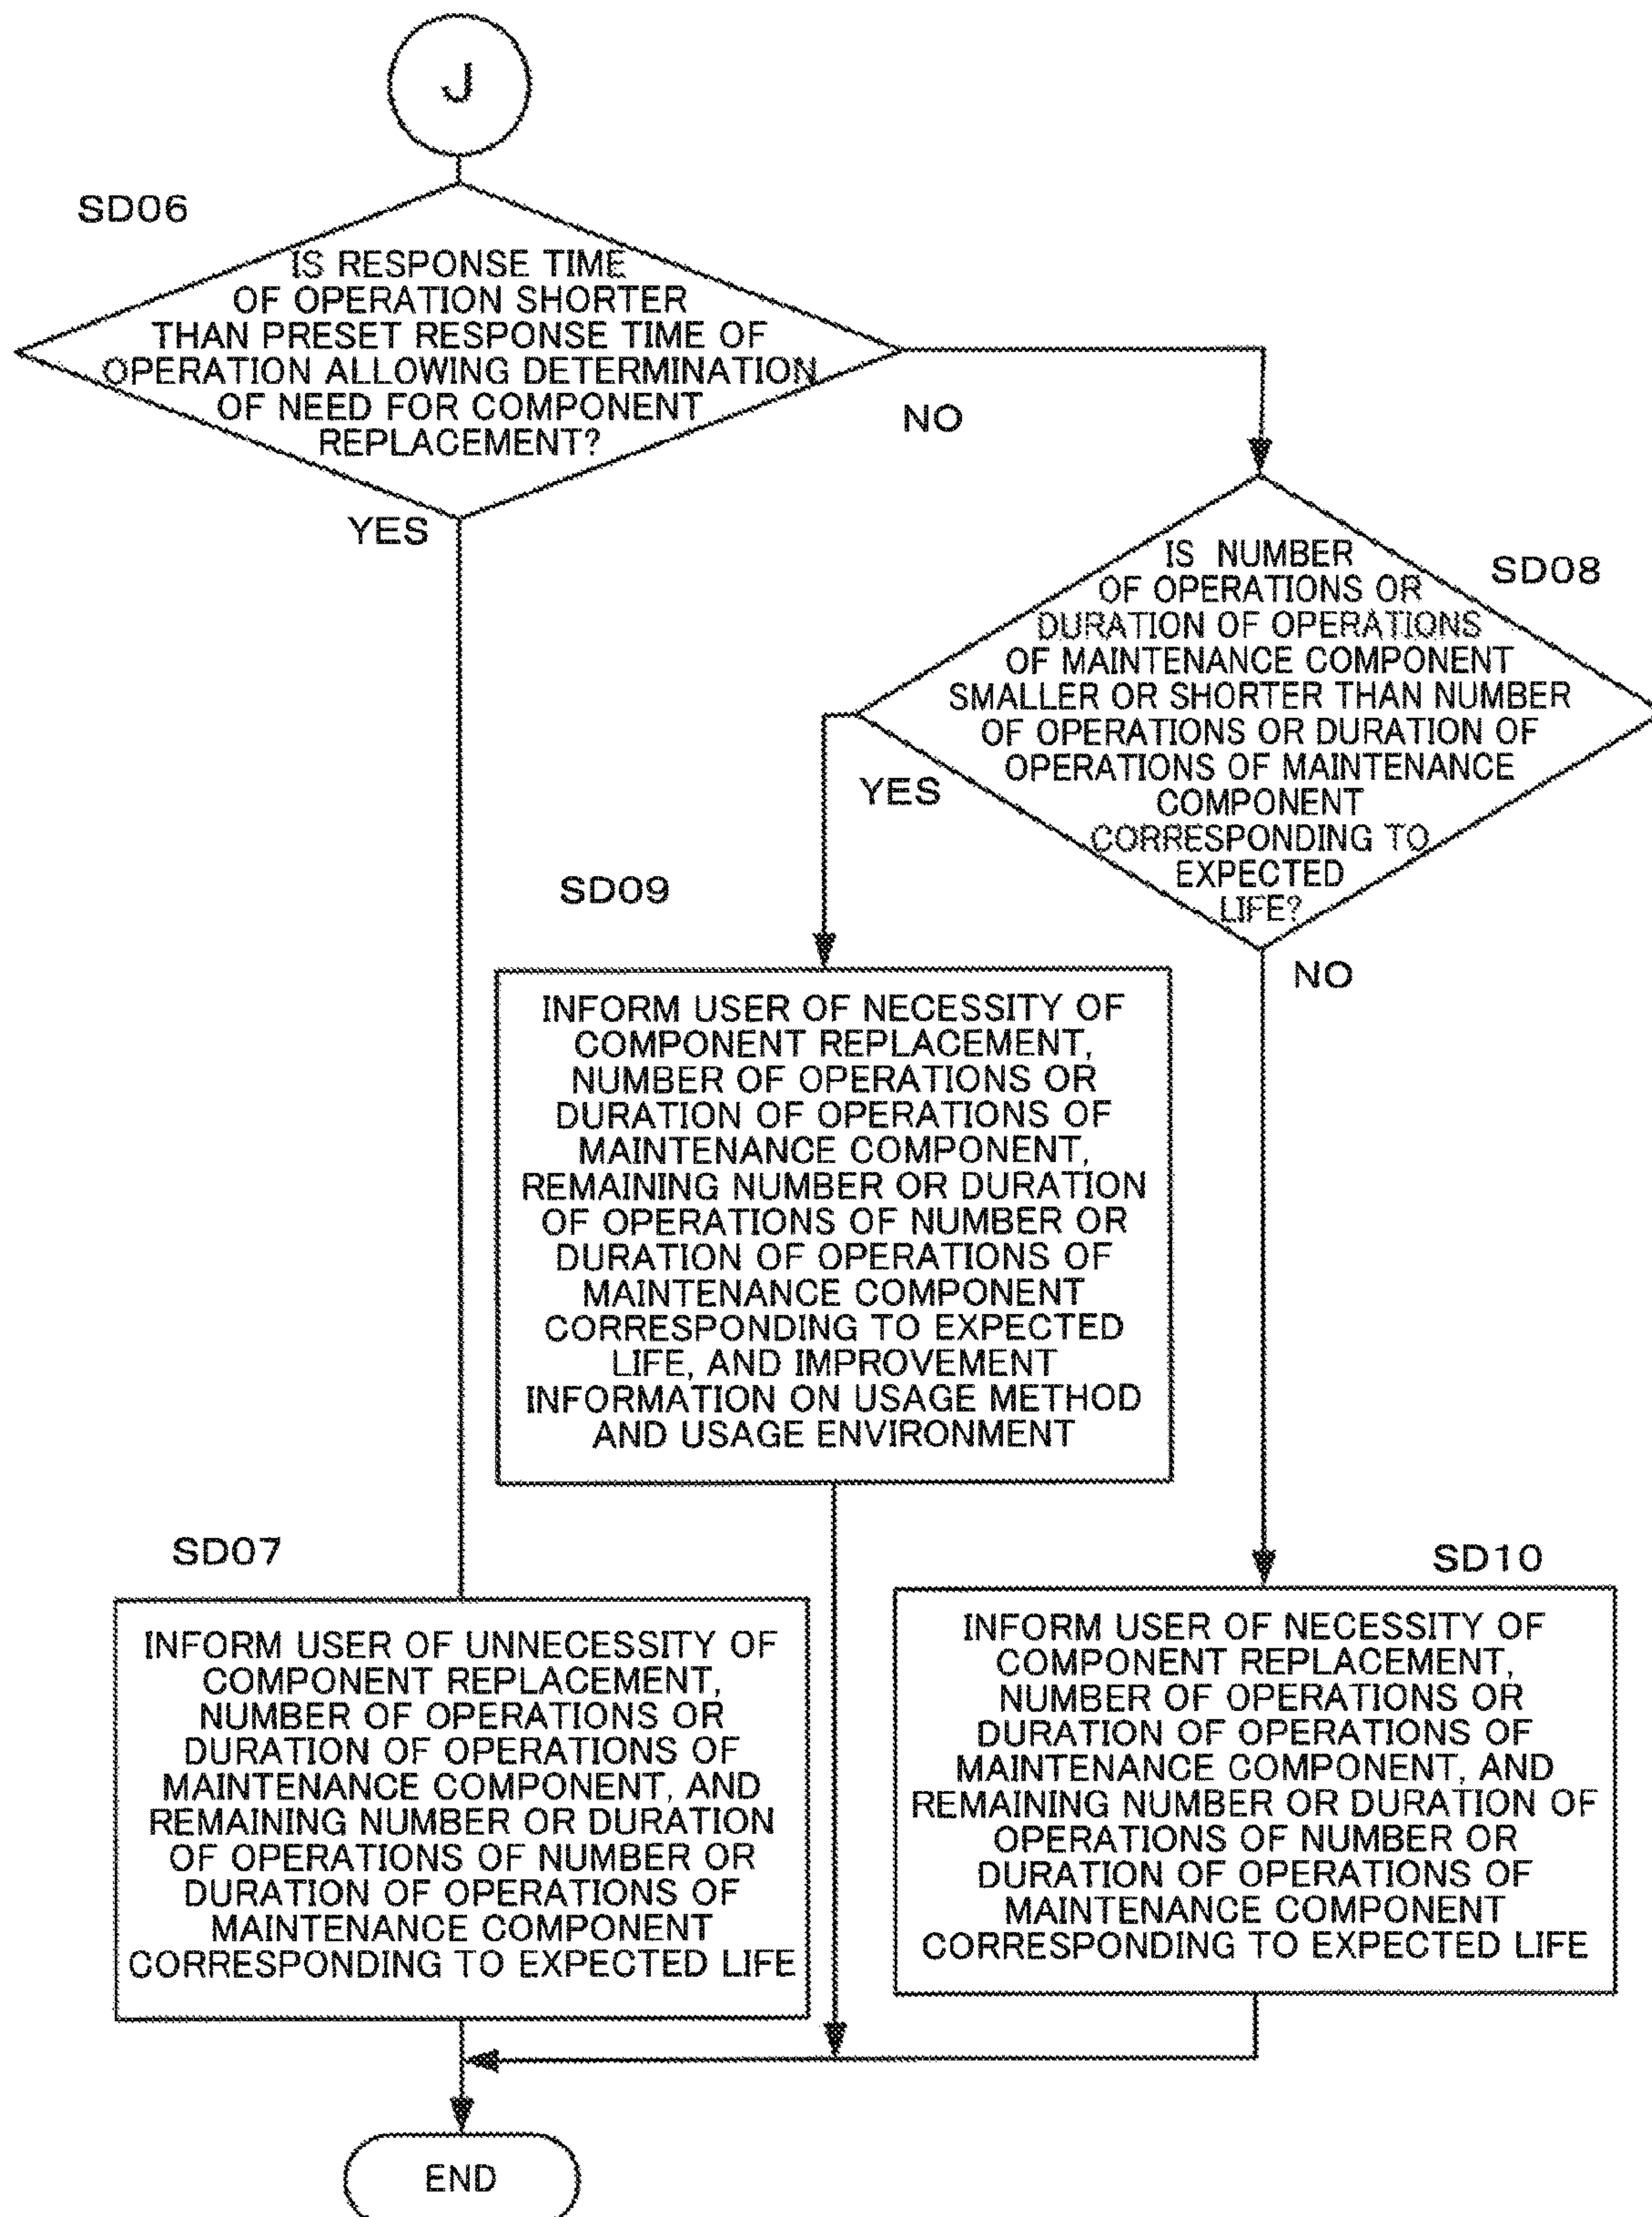 J
SD06
IS RESPONSE TIME
OF OPERATION SHORTER
THAN PRESET RESPONSE TIME OF
OPERATION ALLOWING DETERMINATION
OF NEED FOR COMPONENT
REPLACEMENT?
NO
YES
SD08
IS NUMBER
OF OPERATIONS OR
DURATION OF OPERATIONS
OF MAINTENANCE COMPONENT
SMALLER OR SHORTER THAN NUMBER
OF OPERATIONS OR DURATION OF
OPERATIONS OF MAINTENANCE
COMPONENT
CORRESPONDING TO
EXPECTED
LIFE?
YES
NO
SD09
INFORM USER OF NECESSITY OF
COMPONENT REPLACEMENT,
NUMBER OF OPERATIONS OR
DURATION OF OPERATIONS OF
MAINTENANCE COMPONENT,
REMAINING NUMBER OR DURATION
OF OPERATIONS OF NUMBER OR
DURATION OF OPERATIONS OF
MAINTENANCE COMPONENT
CORRESPONDING TO EXPECTED
LIFE, AND IMPROVEMENT
INFORMATION ON USAGE METHOD
AND USAGE ENVIRONMENT
SD07
INFORM USER OF UNNECESSITY OF
COMPONENT REPLACEMENT,
NUMBER OF OPERATIONS OR
DURATION OF OPERATIONS OF
MAINTENANCE COMPONENT, AND
REMAINING NUMBER OR DURATION
OF OPERATIONS OF NUMBER OR
DURATION OF OPERATIONS OF
MAINTENANCE COMPONENT
CORRESPONDING TO EXPECTED LIFE
SD10
INFORM USER OF NECESSITY OF
COMPONENT REPLACEMENT,
NUMBER OF OPERATIONS OR
DURATION OF OPERATIONS OF
MAINTENANCE COMPONENT, AND
REMAINING NUMBER OR DURATION OF
OPERATIONS OF NUMBER OR
DURATION OF OPERATIONS OF
MAINTENANCE COMPONENT
CORRESPONDING TO EXPECTED LIFE
END